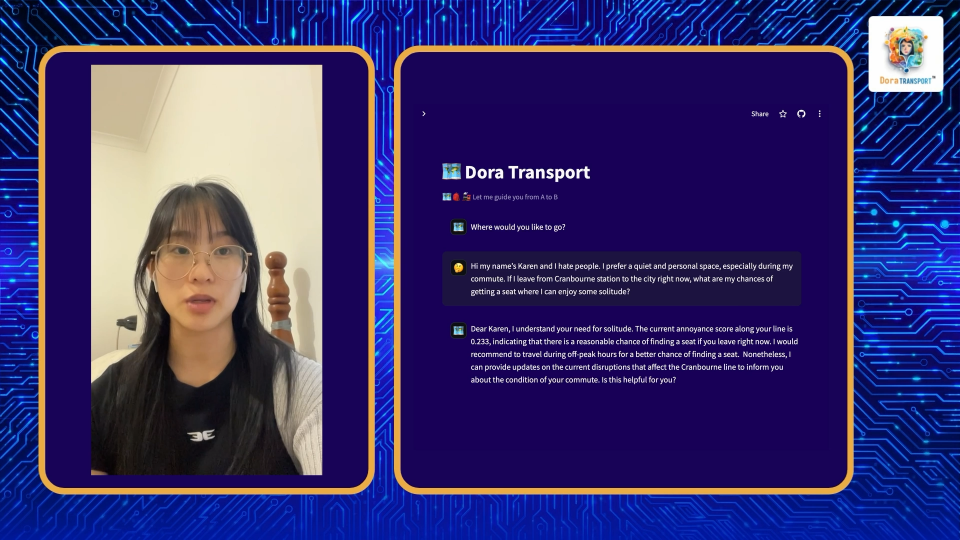 Dora TRANSPORT™
Share
Dora Transport
Let me guide you from A to B
Where would you like to go?
Hi my name's Karen and I hate people. I prefer a quiet and personal space, especially during my
commute. If I leave from Cranbourne station to the city right now, what are my chances of
getting a seat where I can enjoy some solitude?
Dear Karen, I understand your need for solitude. The current annoyance score along your line is
0.233, indicating that there is a reasonable chance of finding a seat if you leave right now. I would
recommend to travel during off-peak hours for a better chance of finding a seat. Nonetheless, I
can provide updates on the current disruptions that affect the Cranbourne line to inform you
about the condition of your commute. Is this helpful for you?